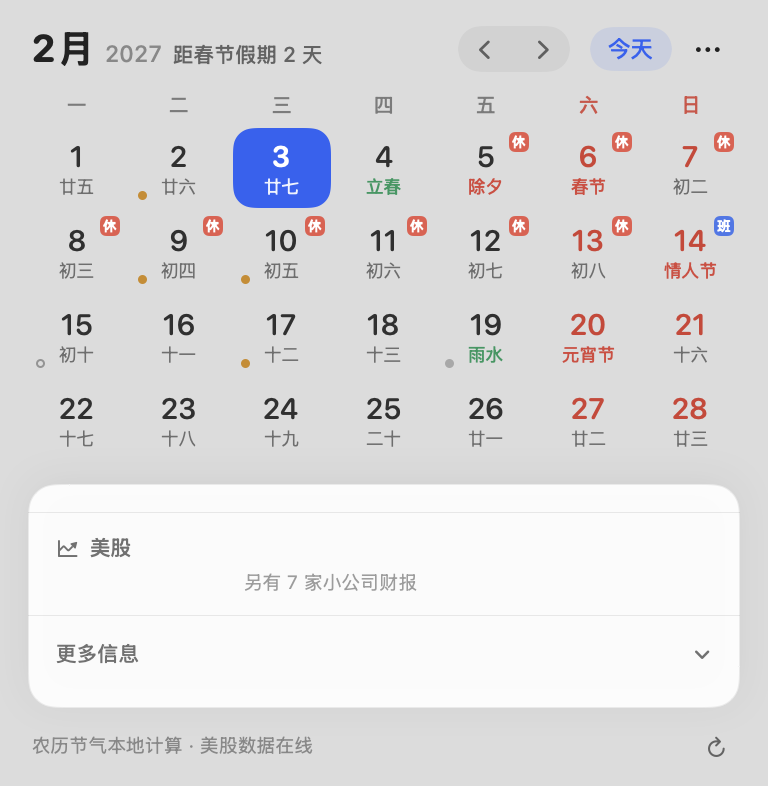 2月 2027 距春节假期 2 天 今天 •••
一 二 三 四 五 六 日
1 2 3 4 5 休 6 休 7 休
廿五 廿六 廿七 立春 除夕 春节 初二
8 休 9 休 10 休 11 休 12 休 13 休 14 班
初三 初四 初五 初六 初七 初八 情人节
15 16 17 18 19 20 21
初十 十一 十二 十三 雨水 元宵节 十六
22 23 24 25 26 27 28
十七 十八 十九 二十 廿一 廿二 廿三
美股
另有 7 家小公司财报
更多信息
农历节气本地计算 · 美股数据在线